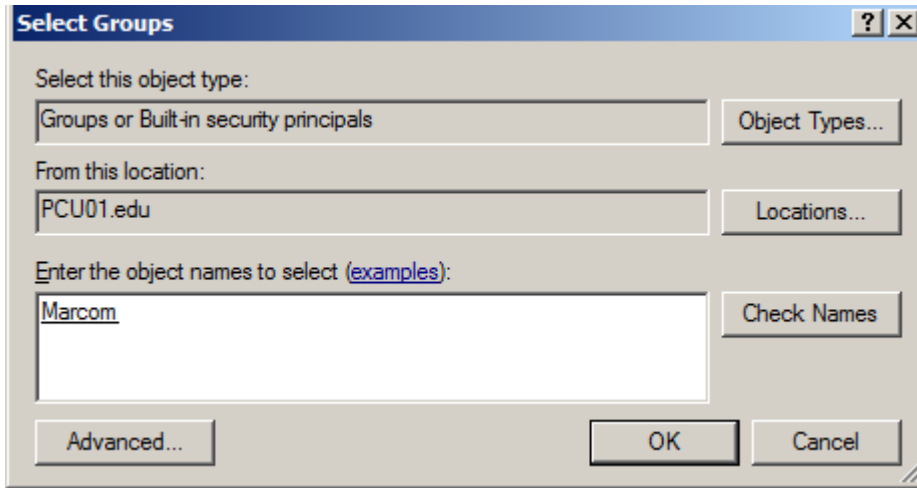 Select Groups
Select this object type:
Groups or Built-in security principals
Object Types...
From this location:
PCU01.edu
Locations...
Enter the object names to select (examples):
Marcom
Check Names
Advanced...
OK
Cancel